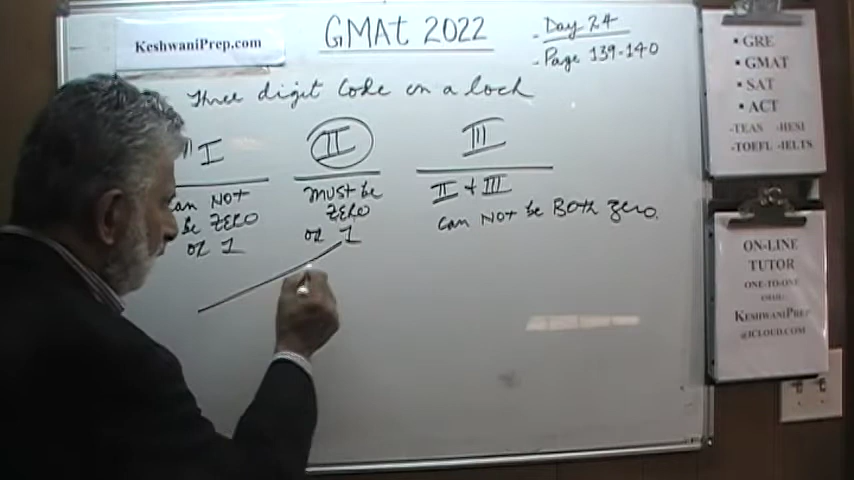 KeshwaniPrep.com
GMAt 2022
- Day 24
- Page 139-140
Three digit Code on a lock
I
II
III
Can NOT
be ZERO
or 1
Must be
ZERO
or 1
II & III
Can Not be Both zero.
• GRE
• GMAT
• SAT
• ACT
-TEAS -HESI
-TOEFL -IELTS
ON-LINE
TUTOR
ONE-TO-ONE
EMAIL:
KESHWANIPREP
@ICLOUD.COM